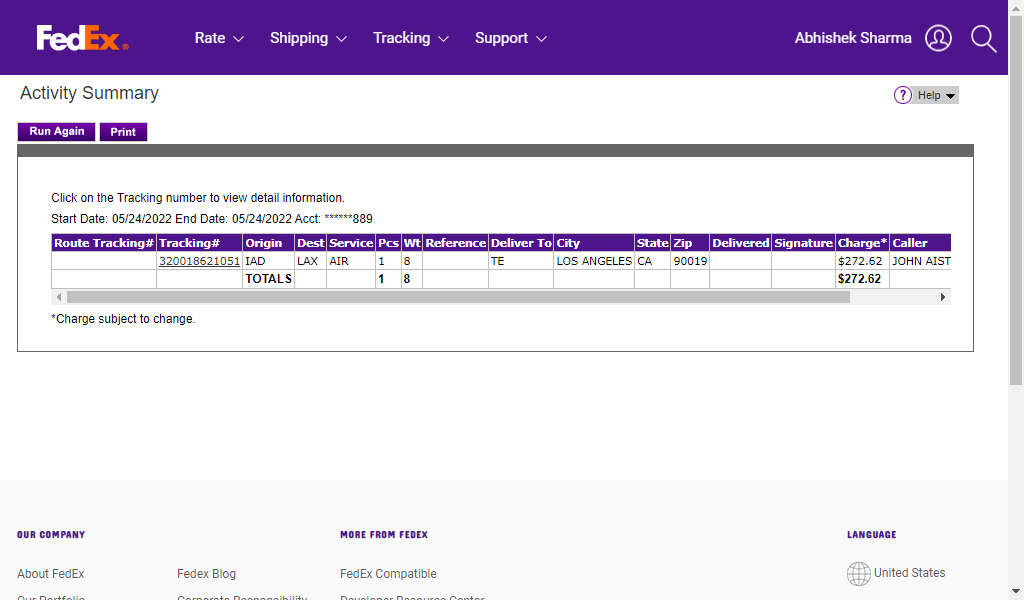 FedEx® Rate Shipping Tracking Support Abhishek Sharma
Activity Summary
? Help
Run Again Print
Click on the Tracking number to view detail information.
Start Date: 05/24/2022 End Date: 05/24/2022 Acct: ******889
Route Tracking# Tracking# Origin Dest Service Pcs Wt Reference Deliver To City State Zip Delivered Signature Charge* Caller
320018621051 IAD LAX AIR 1 8 TE LOS ANGELES CA 90019 $272.62 JOHN AIST
TOTALS 1 8 $272.62
*Charge subject to change.
OUR COMPANY MORE FROM FEDEX LANGUAGE
About FedEx Fedex Blog FedEx Compatible United States
Our Portfolio Corporate Responsibility Developer Resource Center